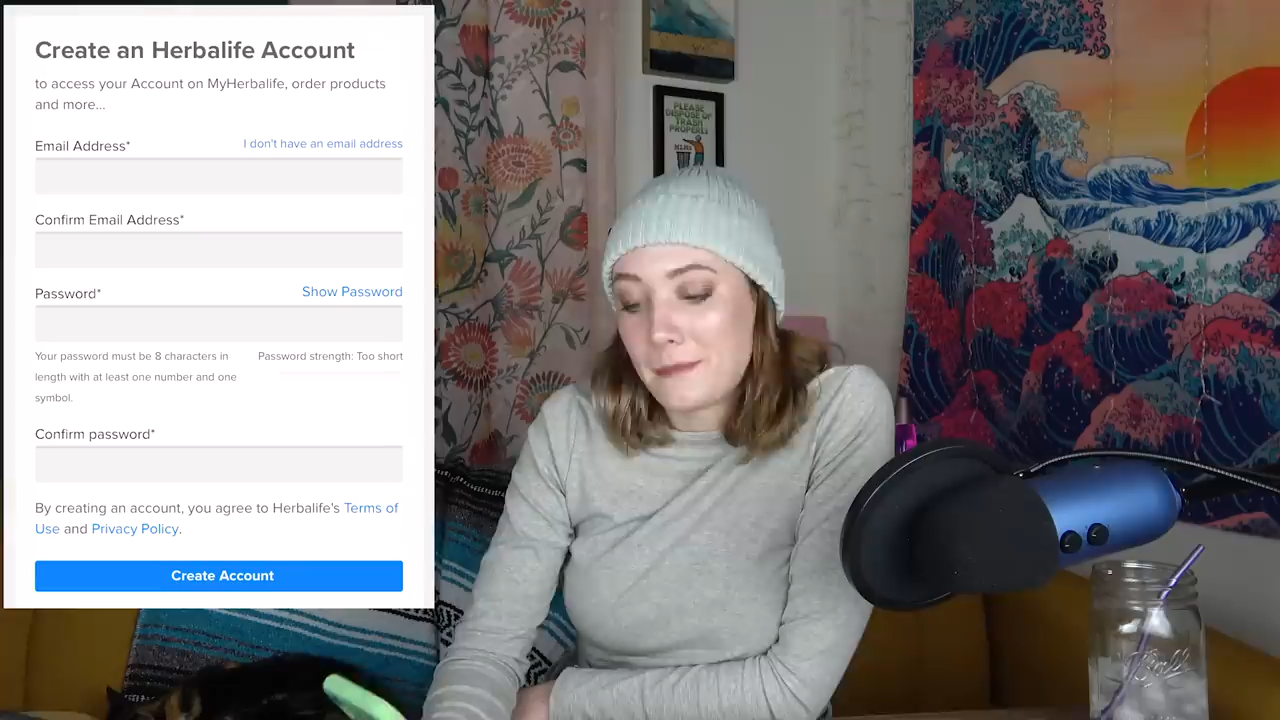 Create an Herbalife Account
to access your Account on MyHerbalife, order products
and more...
Email Address*
I don't have an email address
Confirm Email Address*
Password*
Show Password
Your password must be 8 characters in
length with at least one number and one
symbol.
Password strength: Too short
Confirm password*
By creating an account, you agree to Herbalife's Terms of
Use and Privacy Policy.
Create Account
PLEASE
DISPOSE OF
TRASH
PROPERLY
MLMs
Ball